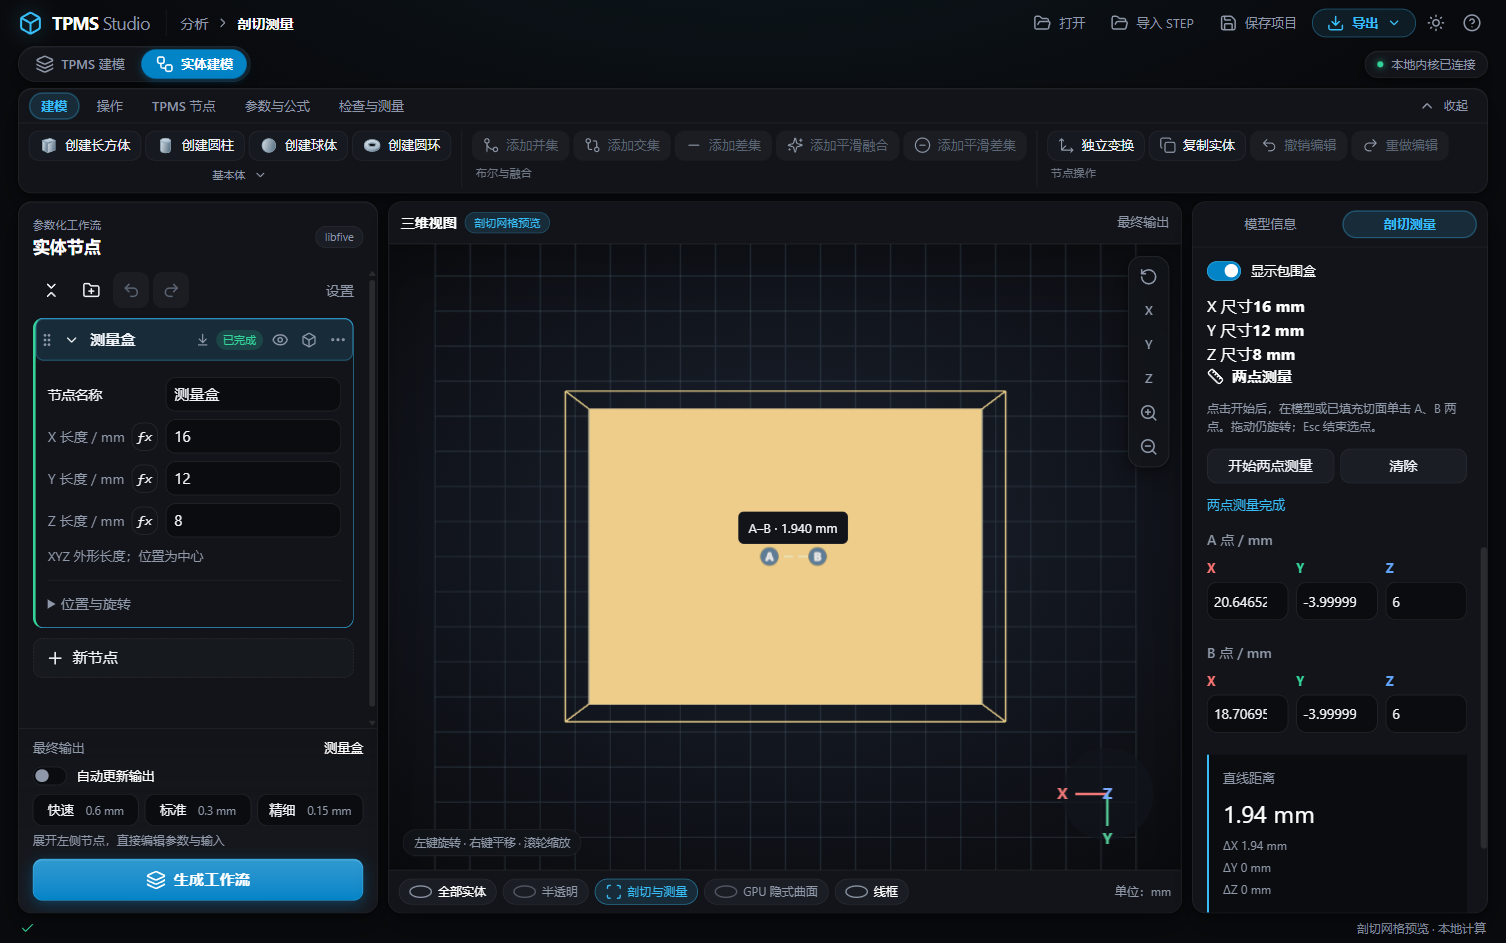 TPMS Studio
分析 > 剖切测量
打开
导入 STEP
保存项目
导出
TPMS 建模
实体建模
本地内核已连接
建模
操作
TPMS 节点
参数与公式
检查与测量
收起
创建长方体
创建圆柱
创建球体
创建圆环
添加并集
添加交集
添加差集
添加平滑融合
添加平滑差集
独立变换
复制实体
撤销编辑
重做编辑
基本体
布尔与融合
节点操作
参数化工作流
实体节点
libfive
设置
测量盒
已完成
节点名称
测量盒
X 长度 / mm
fx
16
Y 长度 / mm
fx
12
Z 长度 / mm
fx
8
XYZ 外形长度；位置为中心
位置与旋转
新节点
最终输出
测量盒
自动更新输出
快速 0.6 mm
标准 0.3 mm
精细 0.15 mm
展开左侧节点，直接编辑参数与输入
生成工作流
三维视图
剖切网格预览
最终输出
X
Y
Z
A–B · 1.940 mm
A
B
X
Z
Y
左键旋转 · 右键平移 · 滚轮缩放
全部实体
半透明
剖切与测量
GPU 隐式曲面
线框
单位：mm
模型信息
剖切测量
显示包围盒
X 尺寸16 mm
Y 尺寸12 mm
Z 尺寸8 mm
两点测量
点击开始后，在模型或已填充切面单击 A、B 两
点。拖动仍旋转；Esc 结束选点。
开始两点测量
清除
两点测量完成
A 点 / mm
X
Y
Z
20.64652
-3.99999
6
B 点 / mm
X
Y
Z
18.70695
-3.99999
6
直线距离
1.94 mm
ΔX 1.94 mm
ΔY 0 mm
ΔZ 0 mm
剖切网格预览 · 本地计算